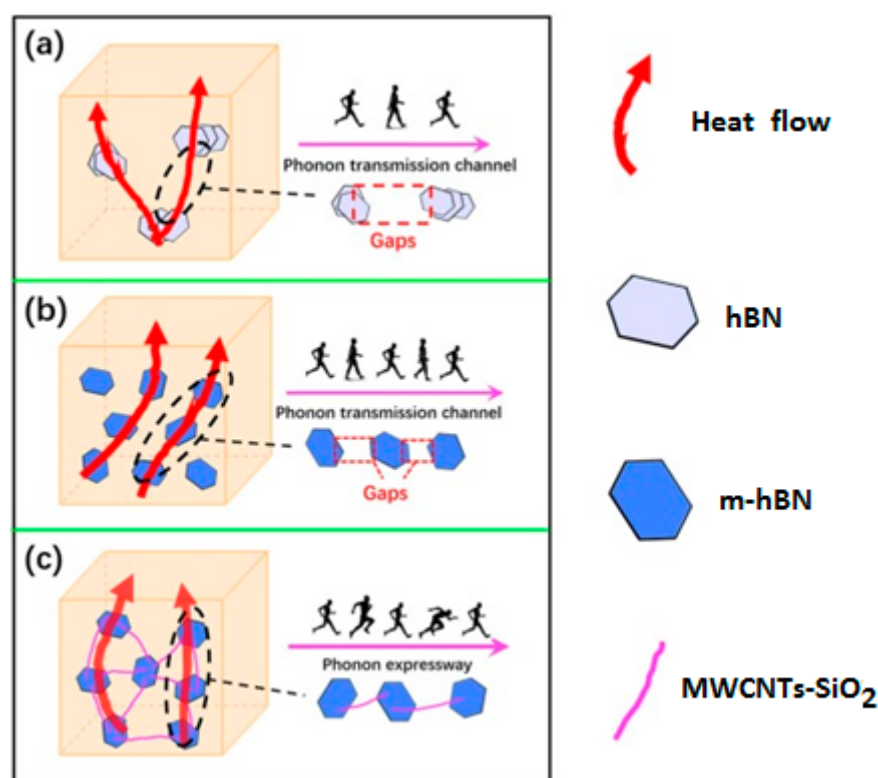 (a)
Phonon transmission channel
Gaps
(b)
Phonon transmission channel
Gaps
(c)
Phonon expressway
Heat flow
hBN
m-hBN
MWCNTs-SiO₂